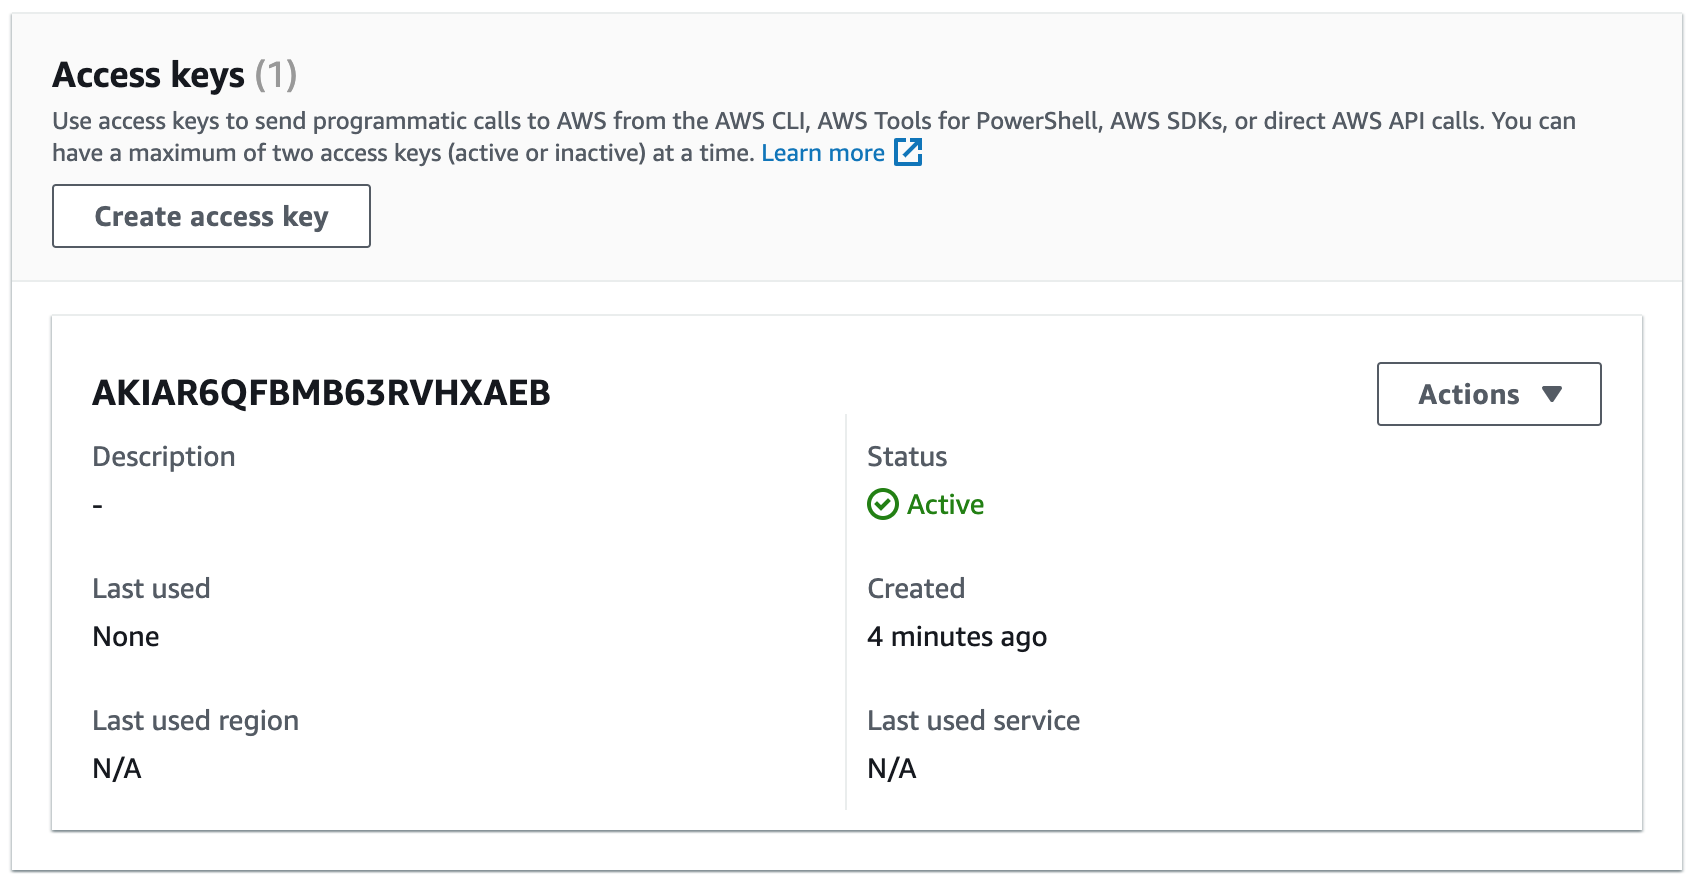 Access keys (1)
Use access keys to send programmatic calls to AWS from the AWS CLI, AWS Tools for PowerShell, AWS SDKs, or direct AWS API calls. You can
have a maximum of two access keys (active or inactive) at a time. Learn more
Create access key
AKIAR6QFBMB63RVHXAEB
Actions
Description
-
Status
Active
Last used
None
Created
4 minutes ago
Last used region
N/A
Last used service
N/A